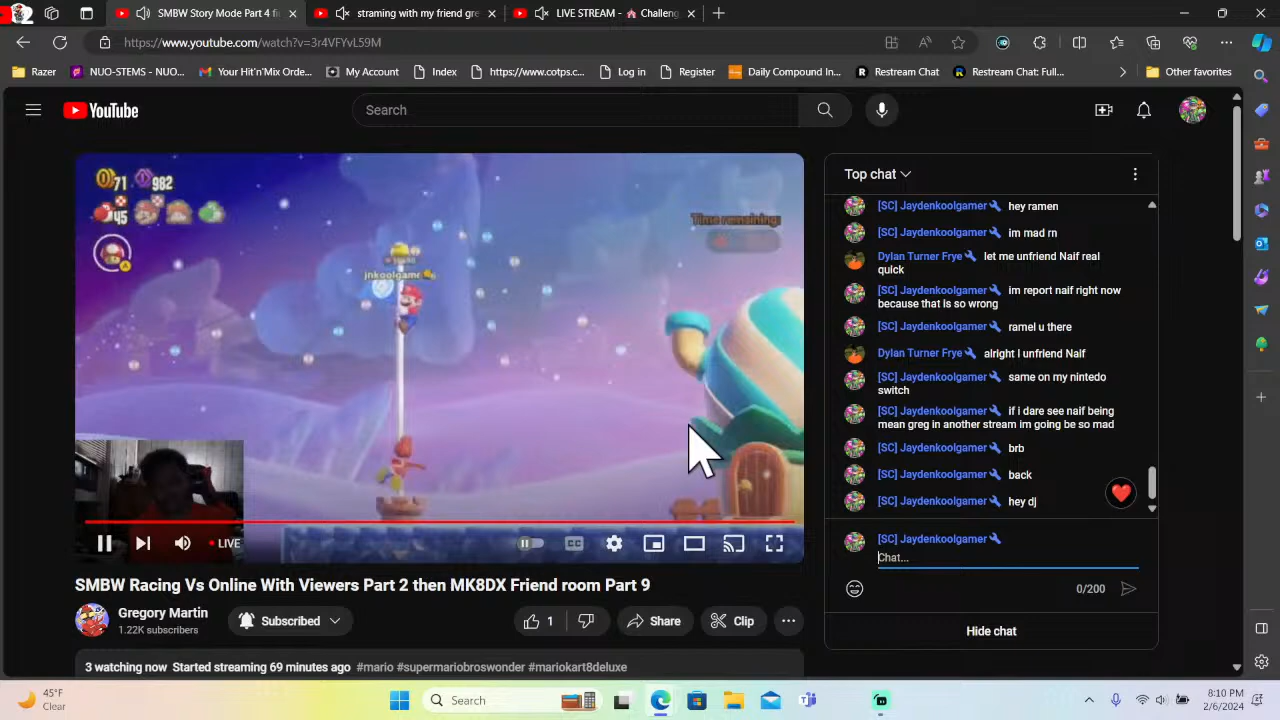 SMBW Story Mode Part 4 fi
straming with my friend gre
LIVE STREAM - 🏠 Challeng
https://www.youtube.com/watch?v=3r4VFYvL59M
Razer
NUO-STEMS - NUO...
Your Hit'n'Mix Orde...
My Account
Index
https://www.cotps.c...
Log in
Register
Daily Compound In...
Restream Chat
Restream Chat: Full...
Other favorites
YouTube
Search
71 982
45
Time remaining
jnkoolgame
Top chat
[SC] Jaydenkoolgamer hey ramen
[SC] Jaydenkoolgamer im mad rn
Dylan Turner Frye let me unfriend Naif real
quick
[SC] Jaydenkoolgamer im report naif right now
because that is so wrong
[SC] Jaydenkoolgamer ramel u there
Dylan Turner Frye alright I unfriend Naif
[SC] Jaydenkoolgamer same on my nintedo
switch
[SC] Jaydenkoolgamer if i dare see naif being
mean greg in another stream im going be so mad
[SC] Jaydenkoolgamer brb
[SC] Jaydenkoolgamer back
[SC] Jaydenkoolgamer hey dj
[SC] Jaydenkoolgamer
Chat...
0/200
Hide chat
LIVE
CC
SMBW Racing Vs Online With Viewers Part 2 then MK8DX Friend room Part 9
Gregory Martin
1.22K subscribers
Subscribed
1
Share
Clip
3 watching now Started streaming 69 minutes ago #mario #supermariobroswonder #mariokart8deluxe
45°F
Clear
Search
8:10 PM
2/6/2024